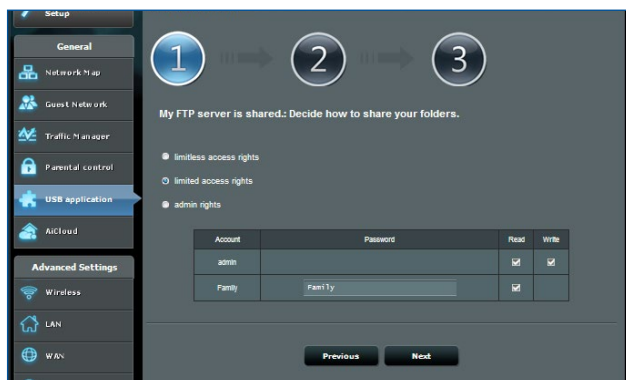 Setup
General
Network Map
Guest Network
Traffic Manager
Parental control
USB application
AiCloud
Advanced Settings
Wireless
LAN
WAN
1 2 3
My FTP server is shared.: Decide how to share your folders.
limitless access rights
limited access rights
admin rights
Account Password Read Write
admin
Family Family
Previous Next